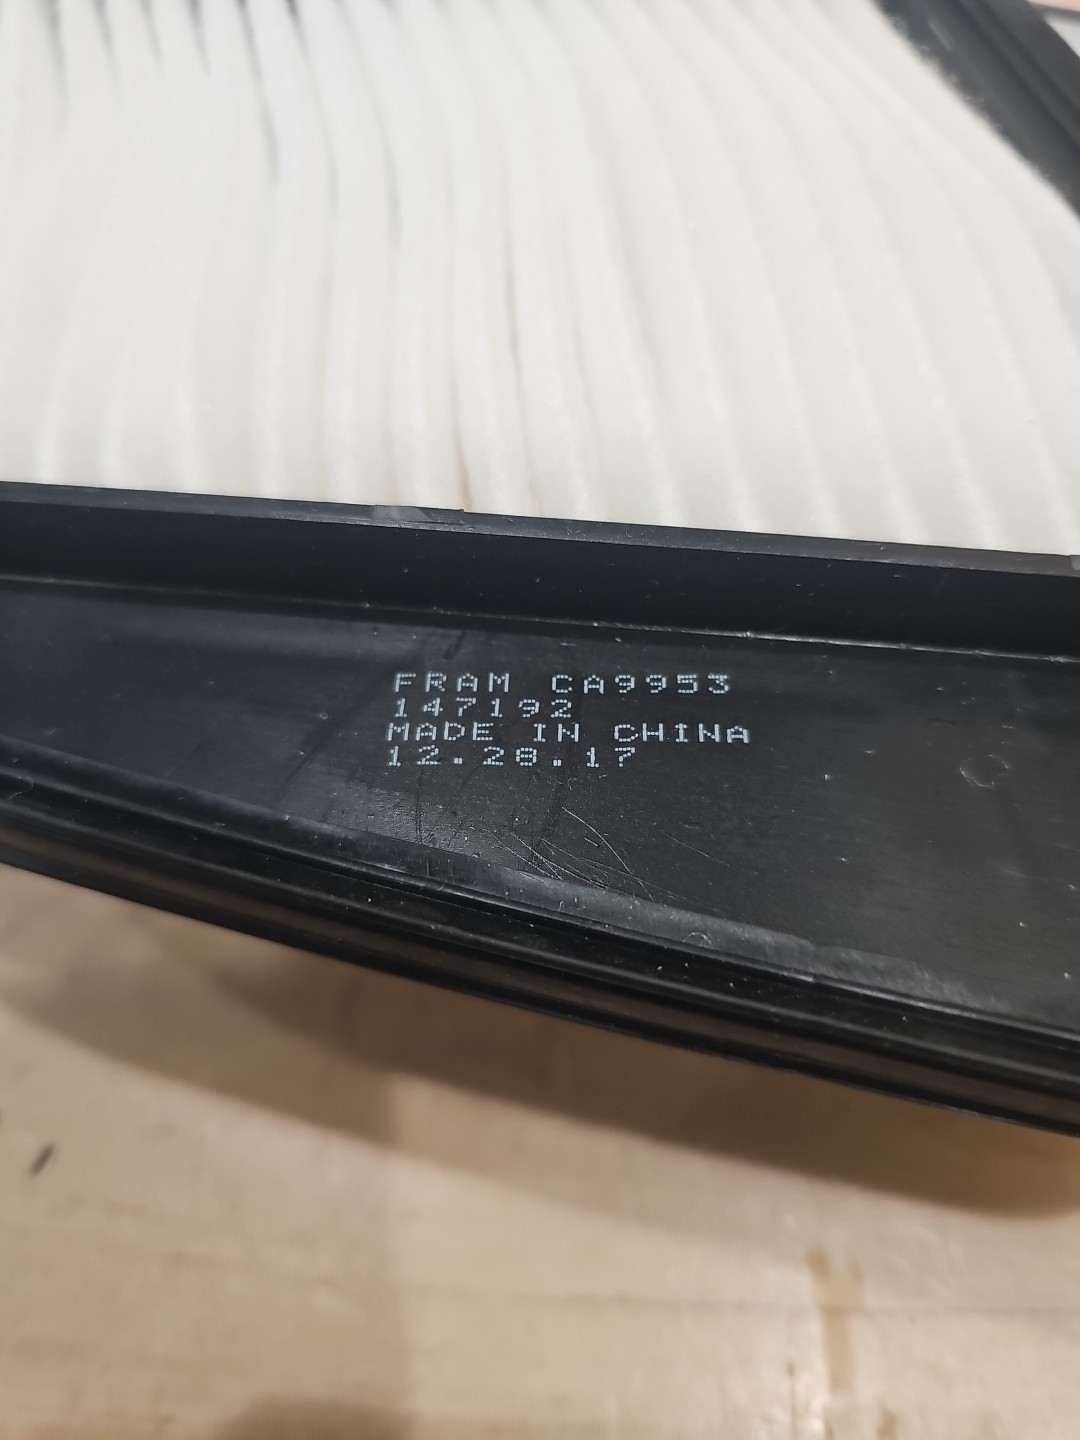 FRAM CA9953
147192
MADE IN CHINA
12.28.17